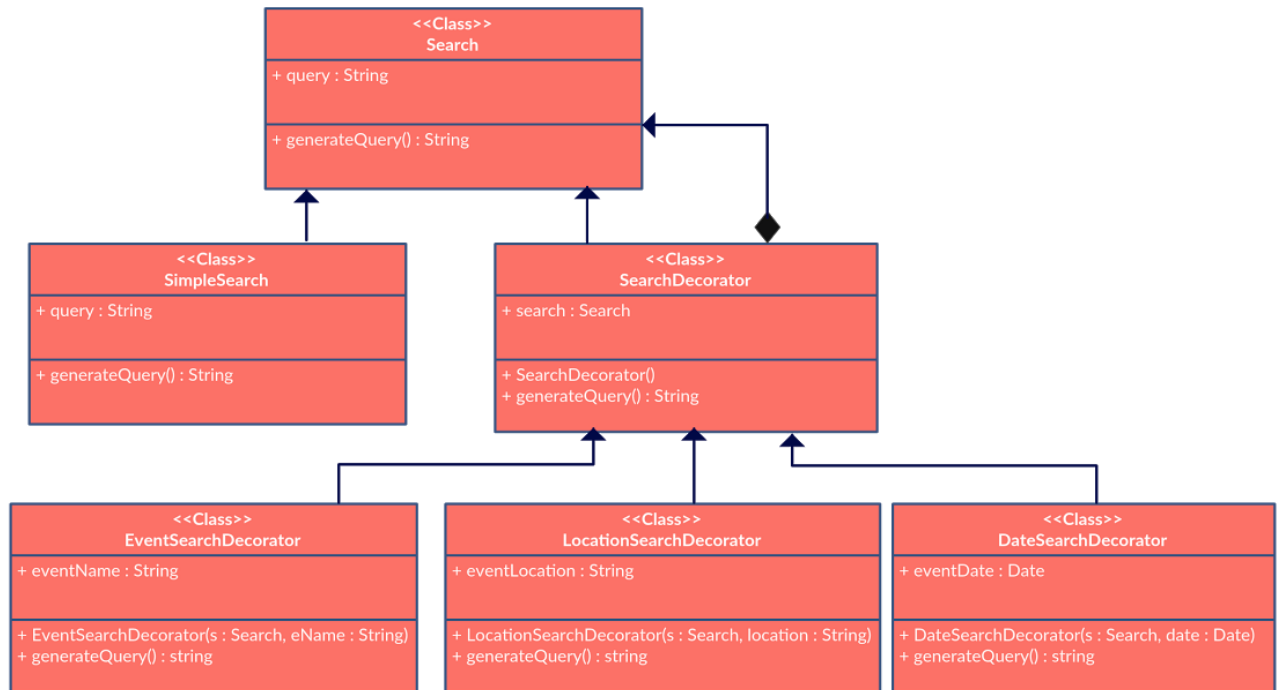 <<Class>>
Search
+ query : String
+ generateQuery() : String
<<Class>>
SimpleSearch
+ query : String
+ generateQuery() : String
<<Class>>
SearchDecorator
+ search : Search
+ SearchDecorator()
+ generateQuery() : String
<<Class>>
EventSearchDecorator
+ eventName : String
+ EventSearchDecorator(s : Search, eName : String)
+ generateQuery() : string
<<Class>>
LocationSearchDecorator
+ eventLocation : String
+ LocationSearchDecorator(s : Search, location : String)
+ generateQuery() : string
<<Class>>
DateSearchDecorator
+ eventDate : Date
+ DateSearchDecorator(s : Search, date : Date)
+ generateQuery() : string